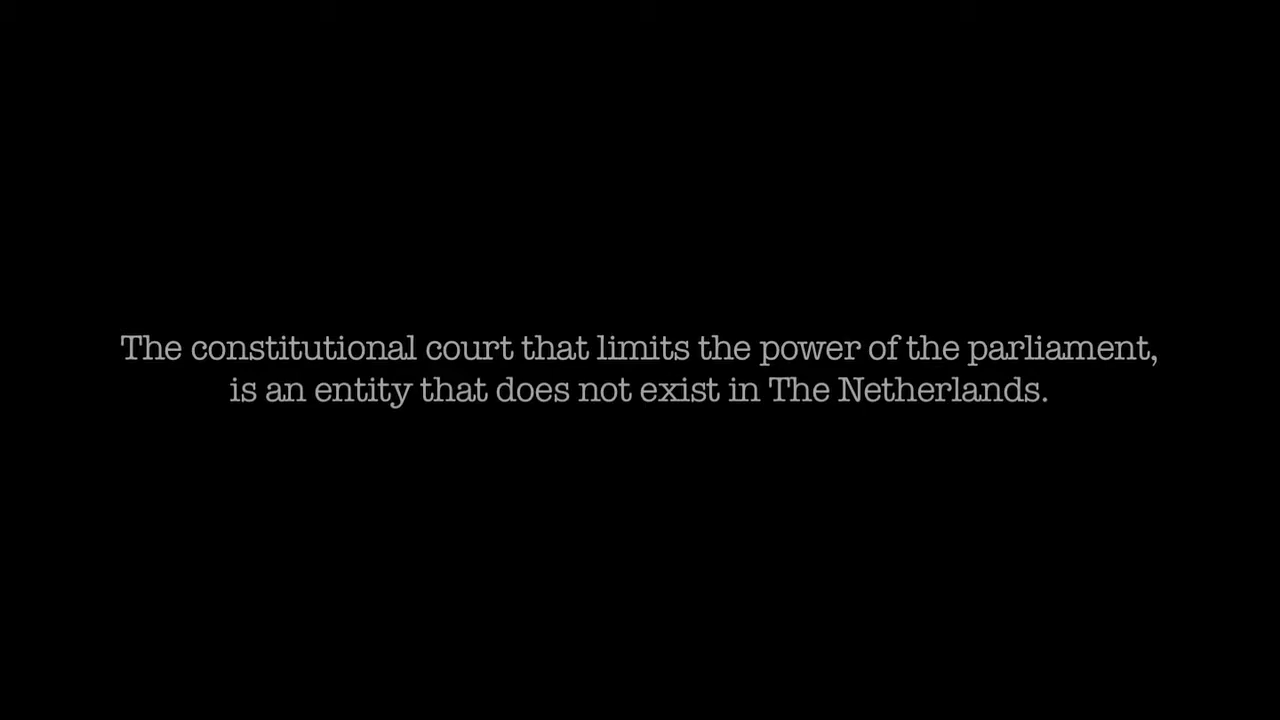 The constitutional court that limits the power of the parliament,
is an entity that does not exist in The Netherlands.